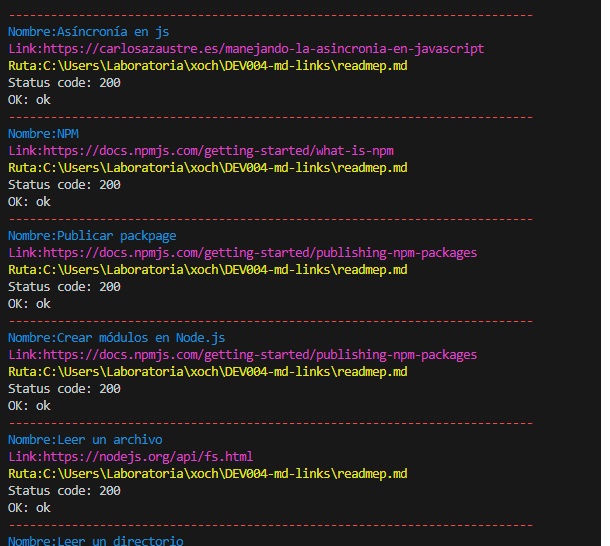 ---------------------------------------------------------------------------
Nombre:Asíncronía en js
Link:https://carlosazaustre.es/manejando-la-asincronia-en-javascript
Ruta:C:\Users\Laboratoria\xoch\DEV004-md-links\readmep.md
Status code: 200
OK: ok
---------------------------------------------------------------------------
Nombre:NPM
Link:https://docs.npmjs.com/getting-started/what-is-npm
Ruta:C:\Users\Laboratoria\xoch\DEV004-md-links\readmep.md
Status code: 200
OK: ok
---------------------------------------------------------------------------
Nombre:Publicar packpage
Link:https://docs.npmjs.com/getting-started/publishing-npm-packages
Ruta:C:\Users\Laboratoria\xoch\DEV004-md-links\readmep.md
Status code: 200
OK: ok
---------------------------------------------------------------------------
Nombre:Crear módulos en Node.js
Link:https://docs.npmjs.com/getting-started/publishing-npm-packages
Ruta:C:\Users\Laboratoria\xoch\DEV004-md-links\readmep.md
Status code: 200
OK: ok
---------------------------------------------------------------------------
Nombre:Leer un archivo
Link:https://nodejs.org/api/fs.html
Ruta:C:\Users\Laboratoria\xoch\DEV004-md-links\readmep.md
Status code: 200
OK: ok
---------------------------------------------------------------------------
Nombre:Leer un directorio